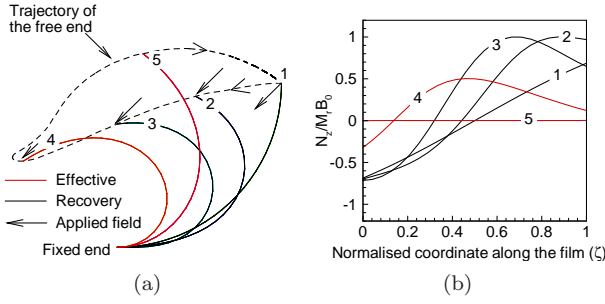 Trajectory of
the free end
5
1
2
3
4
Effective
Recovery
Applied field
Fixed end
(a)
N_z/M_rB_0
1
0.5
0
-0.5
-1
0 0.2 0.4 0.6 0.8 1
3
2
1
4
5
Normalised coordinate along the film (ζ)
(b)